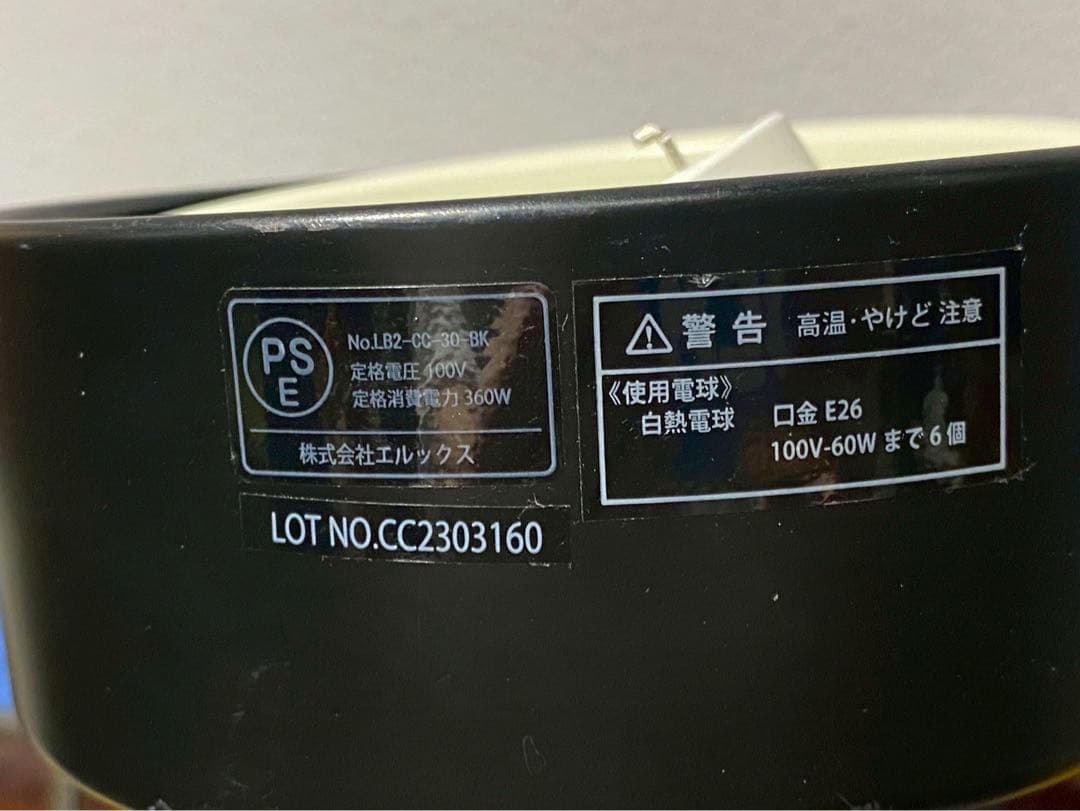 PS
E
No.LB2-CC-30-BK
定格電圧 100V
定格消費電力 360W
株式会社エルックス
LOT NO.CC2303160
警告 高温・やけど 注意
《使用電球》
白熱電球
口金 E26
100V-60W まで 6 個